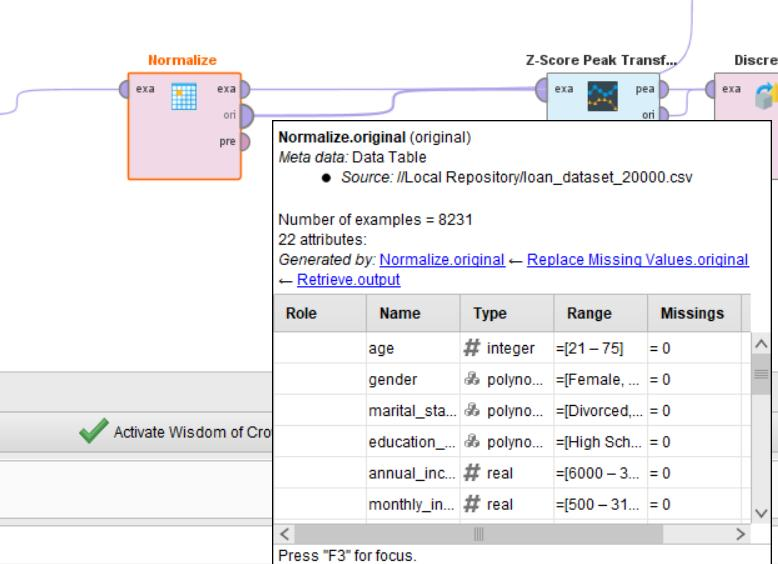 Normalize
exa
exa
ori
pre
Z-Score Peak Transf...
exa
pea
ori
Discre
exa
Normalize.original (original)
Meta data: Data Table
● Source: //Local Repository/loan_dataset_20000.csv
Number of examples = 8231
22 attributes:
Generated by: Normalize.original ← Replace Missing Values.original
← Retrieve.output
Role Name Type Range Missings
age # integer =[21 – 75] = 0
gender polyno... =[Female, ... = 0
marital_sta... polyno... =[Divorced,... = 0
education_... polyno... =[High Sch... = 0
annual_inc... # real =[6000 – 3... = 0
monthly_in... # real =[500 – 31... = 0
Press "F3" for focus.
Activate Wisdom of Cro